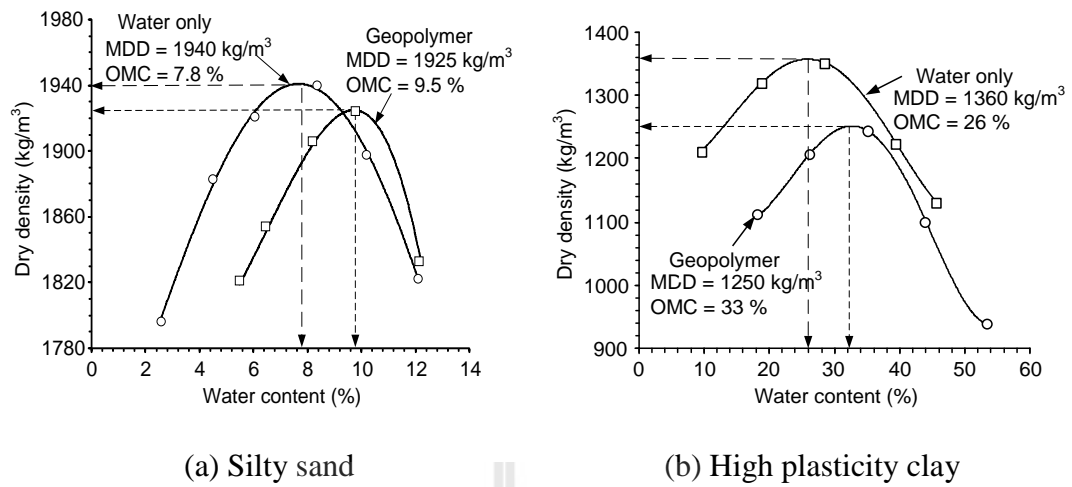 1980
1940
1900
1860
1820
1780
Dry density (kg/m³)
0 2 4 6 8 10 12 14
Water content (%)
Water only
MDD = 1940 kg/m³
OMC = 7.8 %
Geopolymer
MDD = 1925 kg/m³
OMC = 9.5 %
(a) Silty sand
1400
1300
1200
1100
1000
900
Dry density (kg/m³)
0 10 20 30 40 50 60
Water content (%)
Water only
MDD = 1360 kg/m³
OMC = 26 %
Geopolymer
MDD = 1250 kg/m³
OMC = 33 %
(b) High plasticity clay